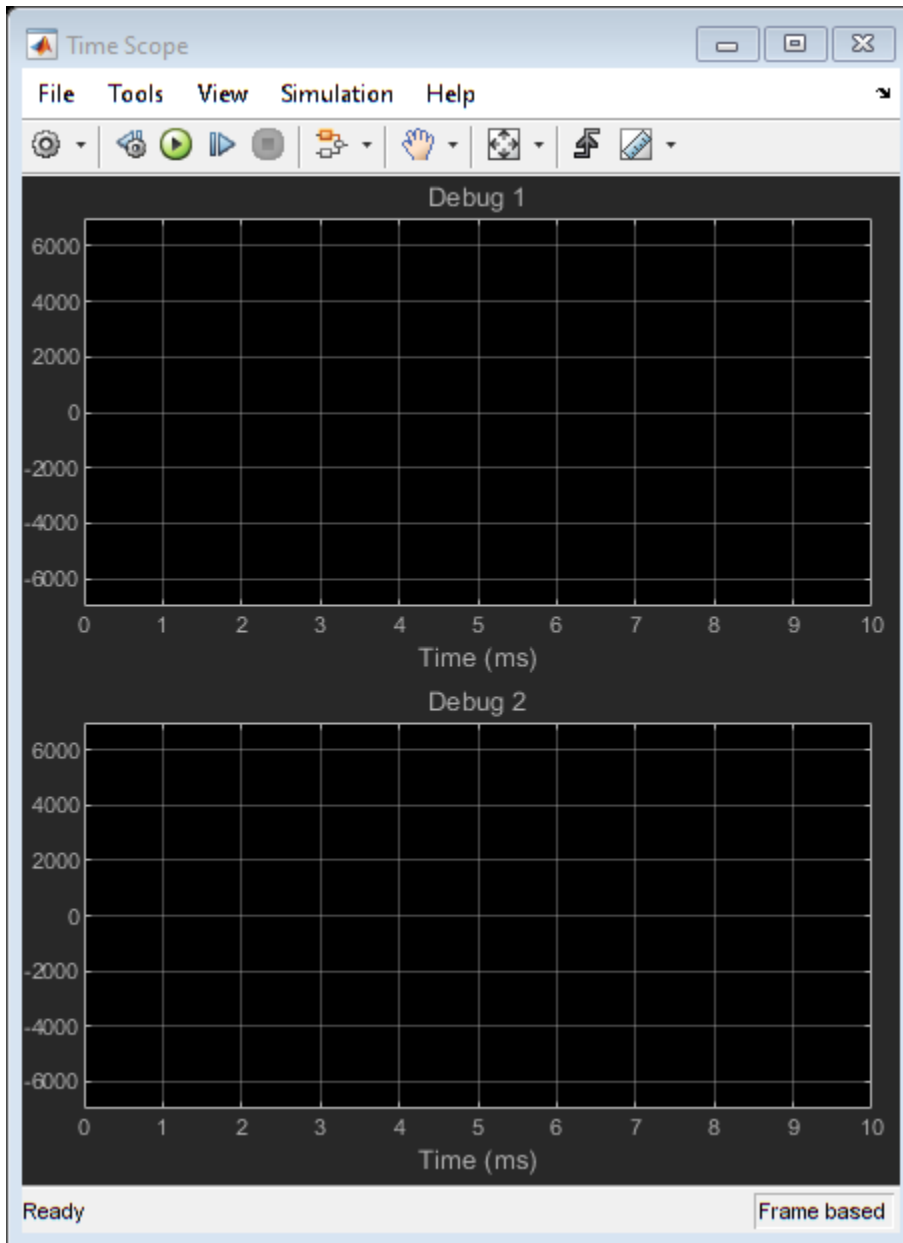 Time Scope
File Tools View Simulation Help
Debug 1
6000
4000
2000
0
-2000
-4000
-6000
0 1 2 3 4 5 6 7 8 9 10
Time (ms)
Debug 2
6000
4000
2000
0
-2000
-4000
-6000
0 1 2 3 4 5 6 7 8 9 10
Time (ms)
Ready Frame based